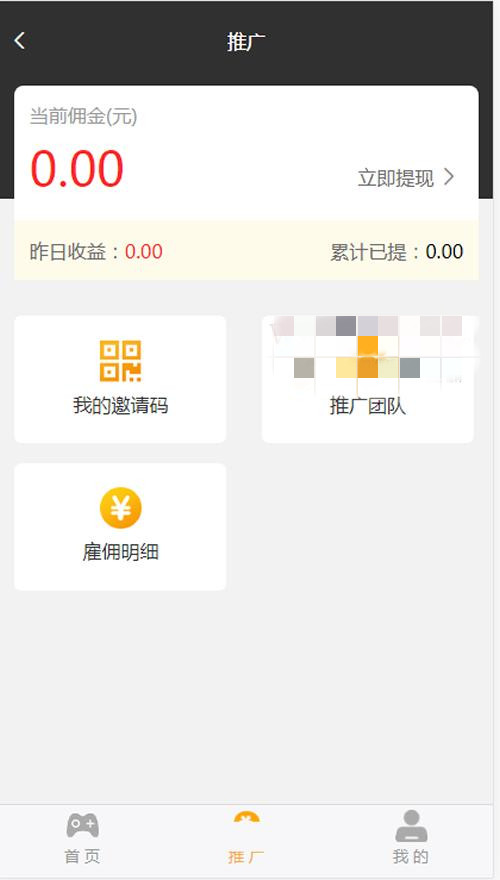 推广
当前佣金(元)
0.00
立即提现
昨日收益：0.00
累计已提：0.00
我的邀请码
推广团队
雇佣明细
首页
推广
我的